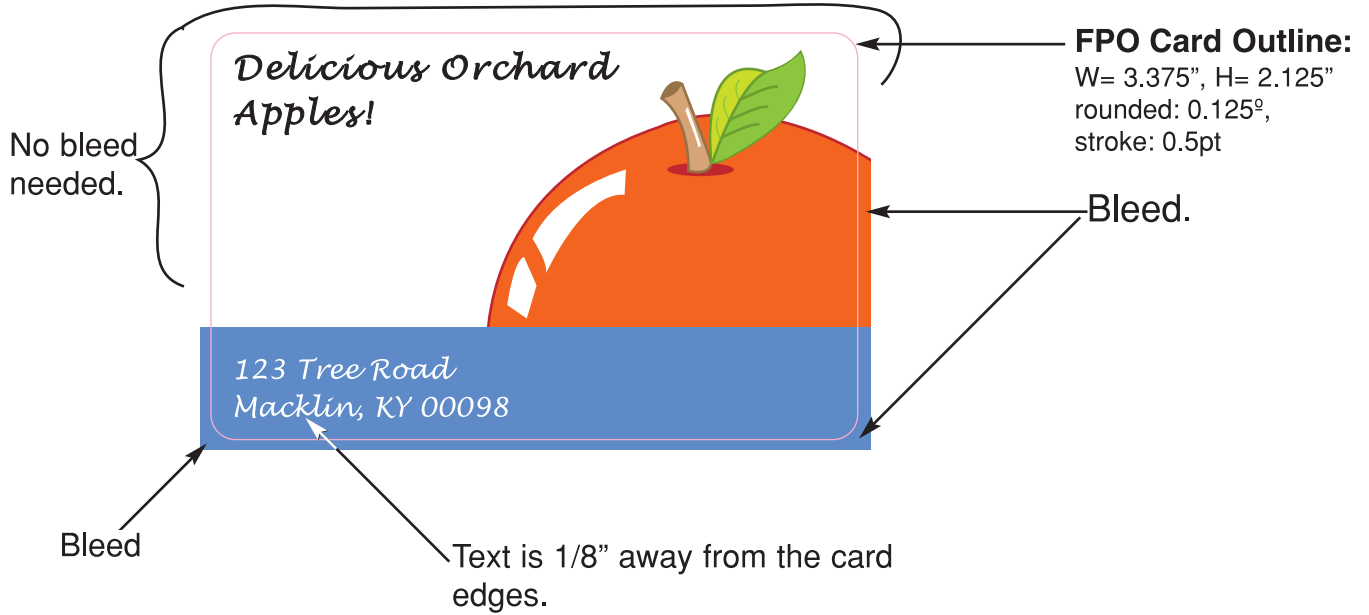 Delicious Orchard
Apples!
FPO Card Outline:
W= 3.375”, H= 2.125”
rounded: 0.125º,
stroke: 0.5pt
No bleed
needed.
Bleed.
123 Tree Road
Macklin, KY 00098
Bleed
Text is 1/8” away from the card
edges.